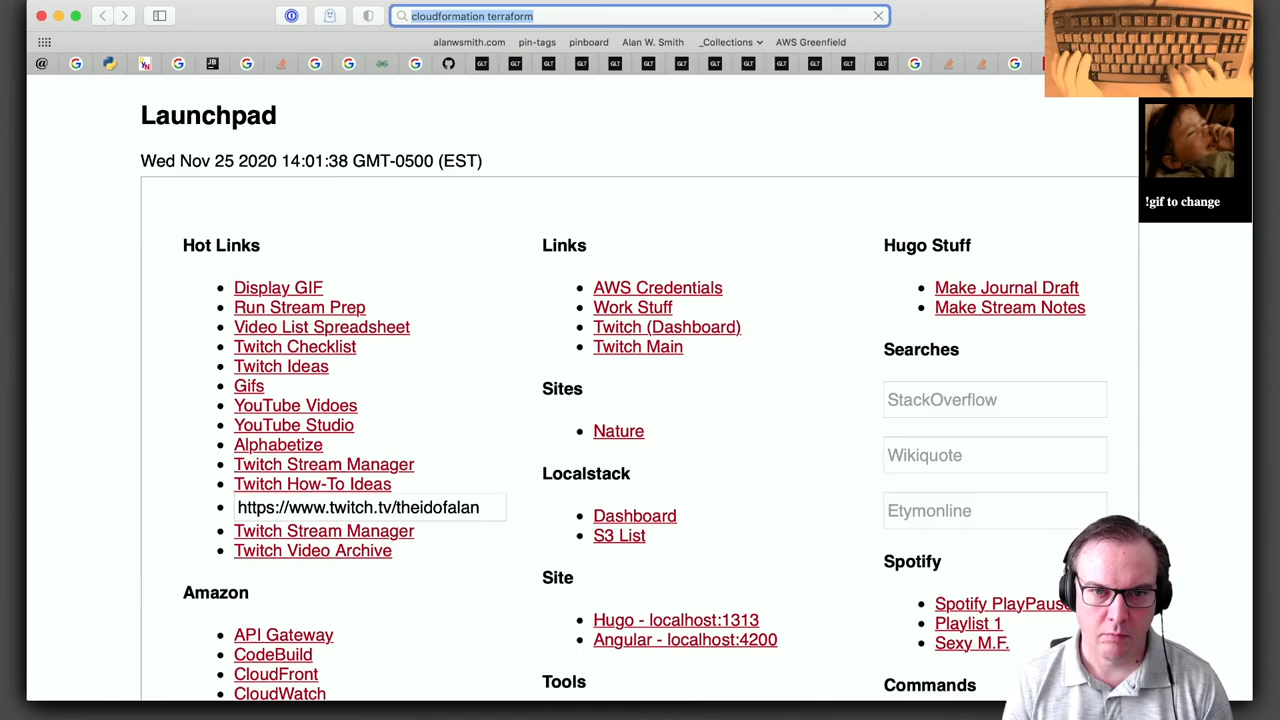 cloudformation terraform
alanwsmith.com pin-tags pinboard Alan W. Smith _Collections AWS Greenfield
!gif to change
Launchpad
Wed Nov 25 2020 14:01:38 GMT-0500 (EST)
Hot Links
Display GIF
Run Stream Prep
Video List Spreadsheet
Twitch Checklist
Twitch Ideas
Gifs
YouTube Vidoes
YouTube Studio
Alphabetize
Twitch Stream Manager
Twitch How-To Ideas
https://www.twitch.tv/theidofalan
Twitch Stream Manager
Twitch Video Archive
Amazon
API Gateway
CodeBuild
CloudFront
CloudWatch
Links
AWS Credentials
Work Stuff
Twitch (Dashboard)
Twitch Main
Sites
Nature
Localstack
Dashboard
S3 List
Site
Hugo - localhost:1313
Angular - localhost:4200
Tools
Hugo Stuff
Make Journal Draft
Make Stream Notes
Searches
StackOverflow
Wikiquote
Etymonline
Spotify
Spotify PlayPause
Playlist 1
Sexy M.F.
Commands